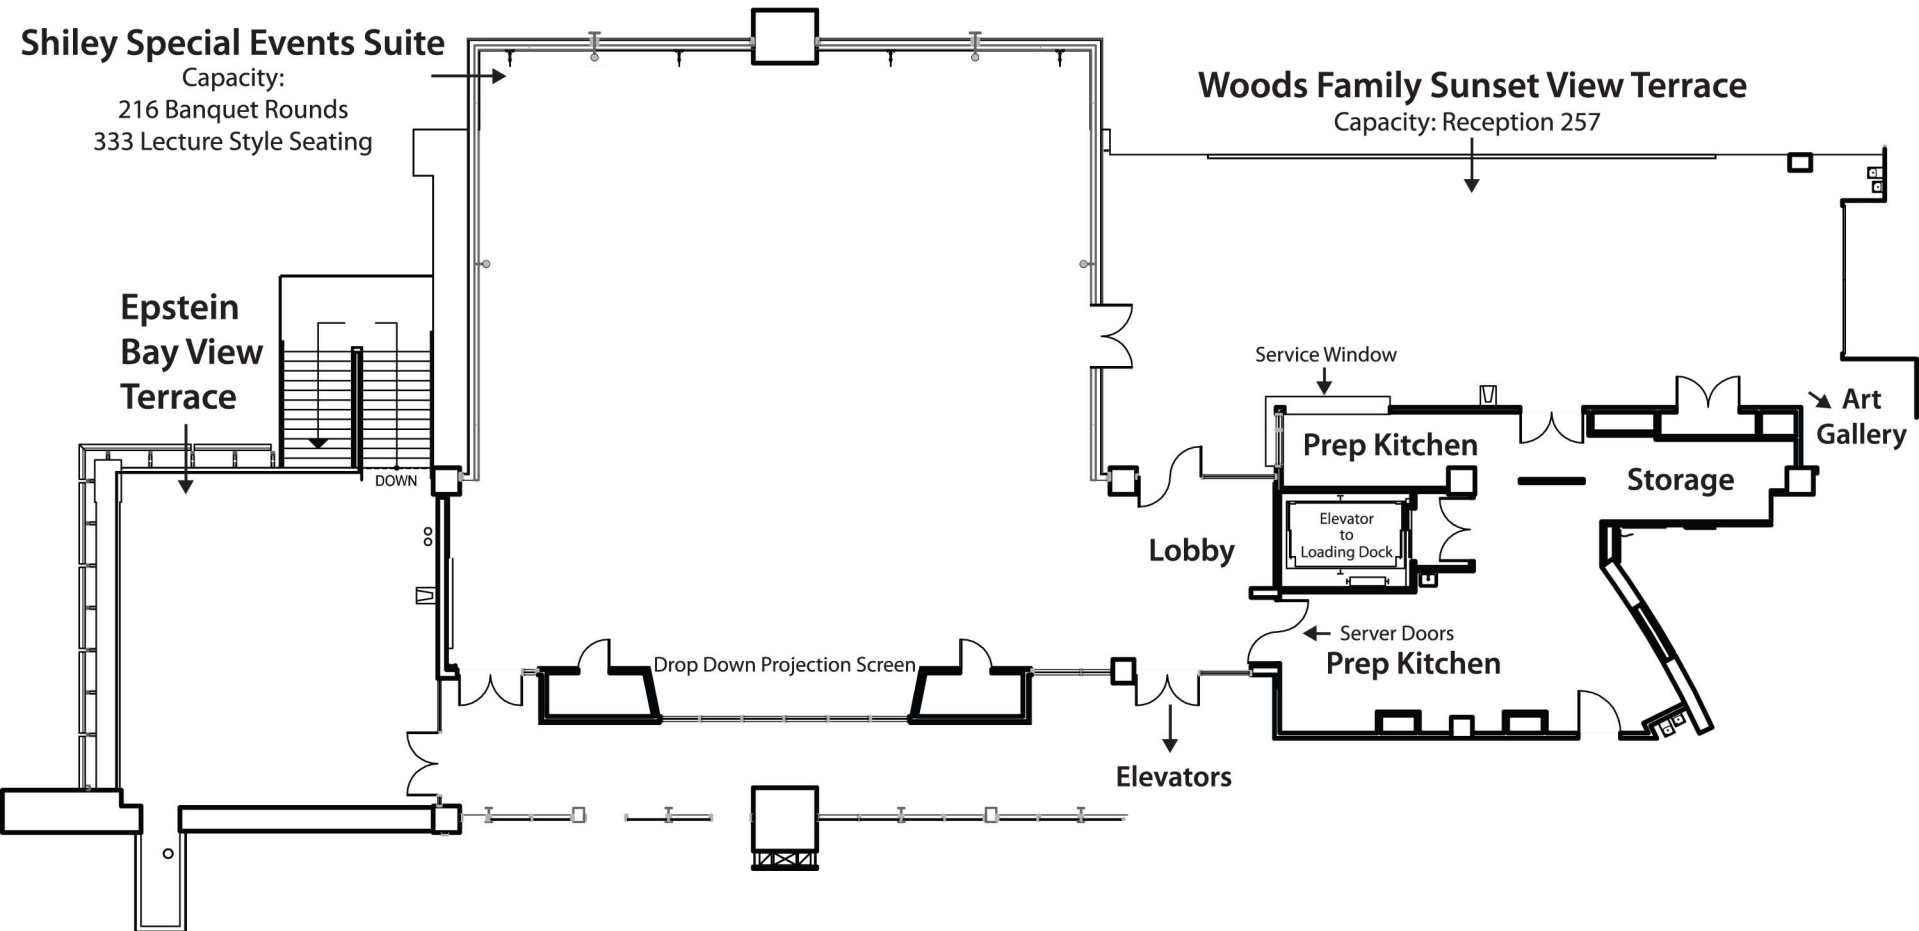 Shiley Special Events Suite
Capacity:
216 Banquet Rounds
333 Lecture Style Seating
Woods Family Sunset View Terrace
Capacity: Reception 257
Epstein
Bay View
Terrace
DOWN
Service Window
Prep Kitchen
Art
Gallery
Storage
Elevator
to
Loading Dock
Lobby
Server Doors
Prep Kitchen
Drop Down Projection Screen
Elevators